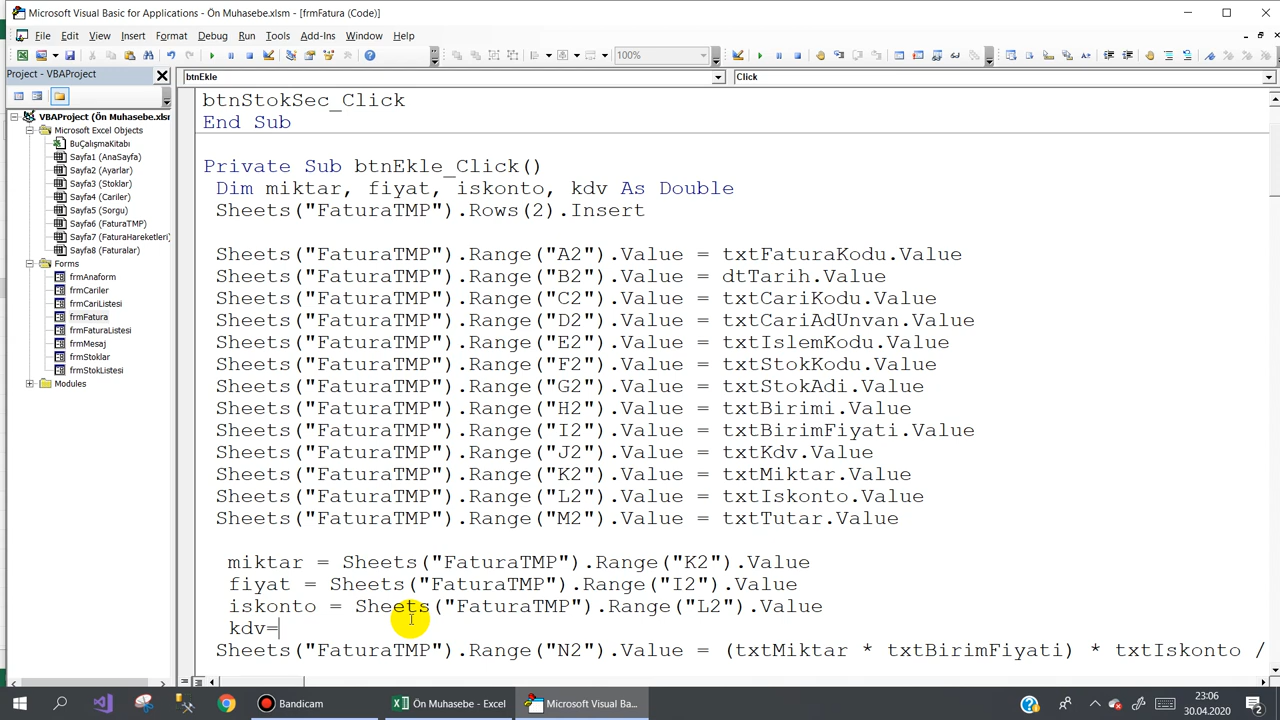 Microsoft Visual Basic for Applications - Ön Muhasebe.xlsm - [frmFatura (Code)]
File Edit View Insert Format Debug Run Tools Add-Ins Window Help
100%
Project - VBAProject
btnEkle
Click
VBAProject (Ön Muhasebe.xlsm
Microsoft Excel Objects
BuÇalışmaKitabı
Sayfa1 (AnaSayfa)
Sayfa2 (Ayarlar)
Sayfa3 (Stoklar)
Sayfa4 (Cariler)
Sayfa5 (Sorgu)
Sayfa6 (FaturaTMP)
Sayfa7 (FaturaHareketleri)
Sayfa8 (Faturalar)
Forms
frmAnaform
frmCariler
frmCariListesi
frmFatura
frmFaturaListesi
frmMesaj
frmStoklar
frmStokListesi
Modules
btnStokSec_Click
End Sub
Private Sub btnEkle_Click()
Dim miktar, fiyat, iskonto, kdv As Double
Sheets("FaturaTMP").Rows(2).Insert
Sheets("FaturaTMP").Range("A2").Value = txtFaturaKodu.Value
Sheets("FaturaTMP").Range("B2").Value = dtTarih.Value
Sheets("FaturaTMP").Range("C2").Value = txtCariKodu.Value
Sheets("FaturaTMP").Range("D2").Value = txtCariAdUnvan.Value
Sheets("FaturaTMP").Range("E2").Value = txtIslemKodu.Value
Sheets("FaturaTMP").Range("F2").Value = txtStokKodu.Value
Sheets("FaturaTMP").Range("G2").Value = txtStokAdi.Value
Sheets("FaturaTMP").Range("H2").Value = txtBirimi.Value
Sheets("FaturaTMP").Range("I2").Value = txtBirimFiyati.Value
Sheets("FaturaTMP").Range("J2").Value = txtKdv.Value
Sheets("FaturaTMP").Range("K2").Value = txtMiktar.Value
Sheets("FaturaTMP").Range("L2").Value = txtIskonto.Value
Sheets("FaturaTMP").Range("M2").Value = txtTutar.Value
miktar = Sheets("FaturaTMP").Range("K2").Value
fiyat = Sheets("FaturaTMP").Range("I2").Value
iskonto = Sheets("FaturaTMP").Range("L2").Value
kdv=
Sheets("FaturaTMP").Range("N2").Value = (txtMiktar * txtBirimFiyati) * txtIskonto /
Bandicam
Ön Muhasebe - Excel
Microsoft Visual Ba...
23:06
30.04.2020
2